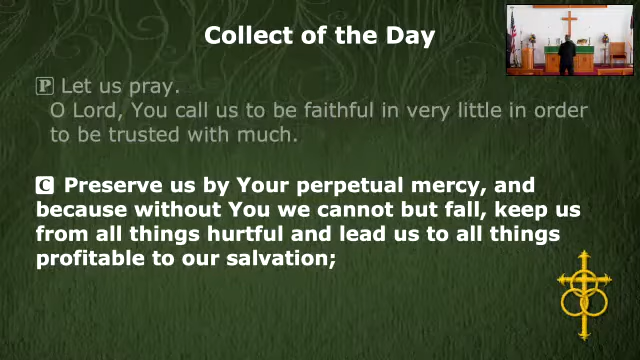 Collect of the Day
P Let us pray.
O Lord, You call us to be faithful in very little in order
to be trusted with much.
C Preserve us by Your perpetual mercy, and
because without You we cannot but fall, keep us
from all things hurtful and lead us to all things
profitable to our salvation;